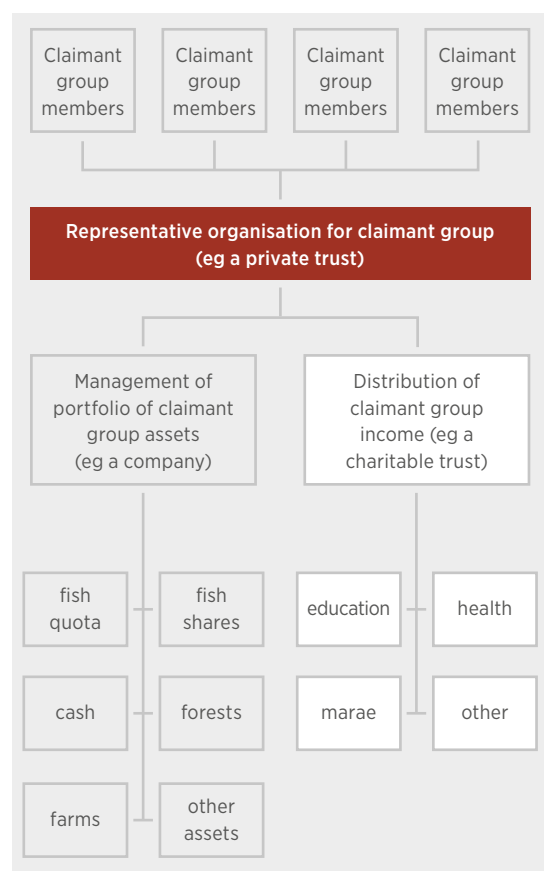 Claimant
group
members
Claimant
group
members
Claimant
group
members
Claimant
group
members
Representative organisation for claimant group
(eg a private trust)
Management of
portfolio of claimant
group assets
(eg a company)
Distribution of
claimant group
income (eg a
charitable trust)
fish
quota
fish
shares
education
health
cash
forests
marae
other
farms
other
assets